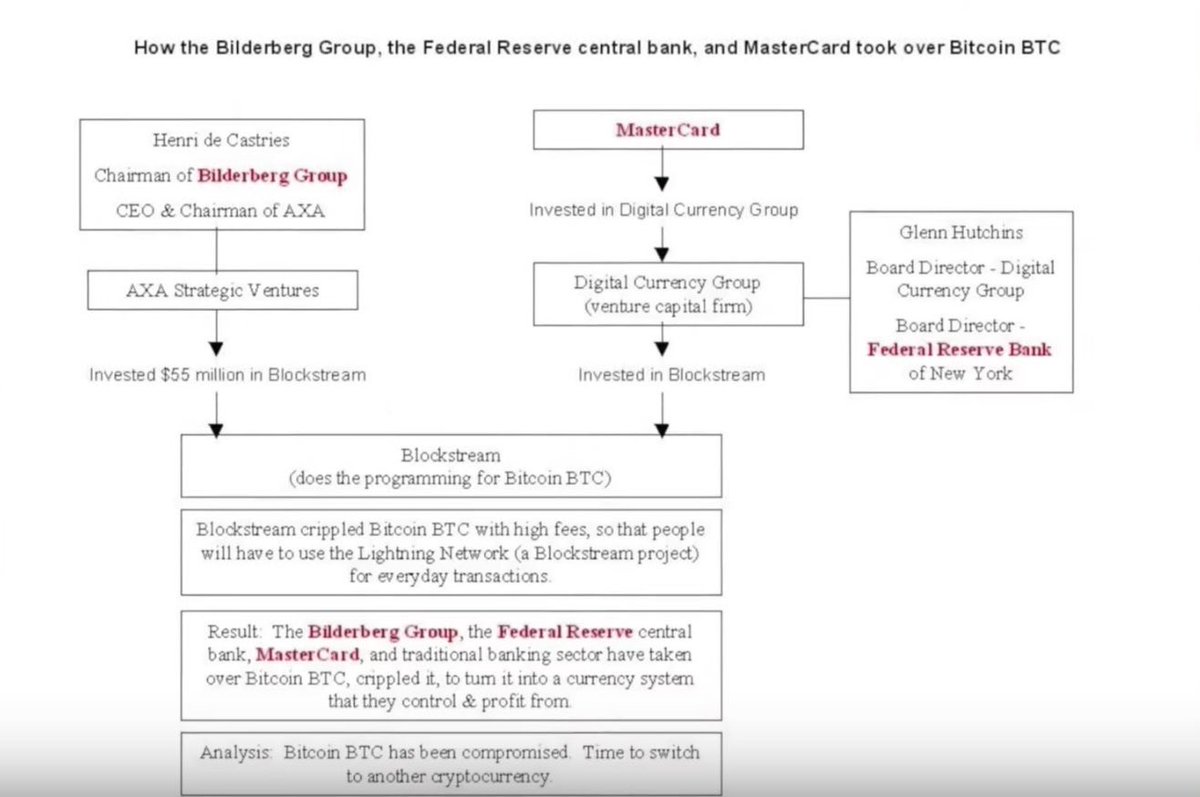 How the Bilderberg Group, the Federal Reserve central bank, and MasterCard took over Bitcoin BTC
Henri de Castries
Chairman of Bilderberg Group
CEO & Chairman of AXA
AXA Strategic Ventures
Invested $55 million in Blockstream
MasterCard
Invested in Digital Currency Group
Digital Currency Group
(venture capital firm)
Invested in Blockstream
Glenn Hutchins
Board Director - Digital
Currency Group
Board Director -
Federal Reserve Bank
of New York
Blockstream
(does the programming for Bitcoin BTC)
Blockstream crippled Bitcoin BTC with high fees, so that people
will have to use the Lightning Network (a Blockstream project)
for everyday transactions.
Result: The Bilderberg Group, the Federal Reserve central
bank, MasterCard, and traditional banking sector have taken
over Bitcoin BTC, crippled it, to turn it into a currency system
that they control & profit from.
Analysis: Bitcoin BTC has been compromised. Time to switch
to another cryptocurrency.